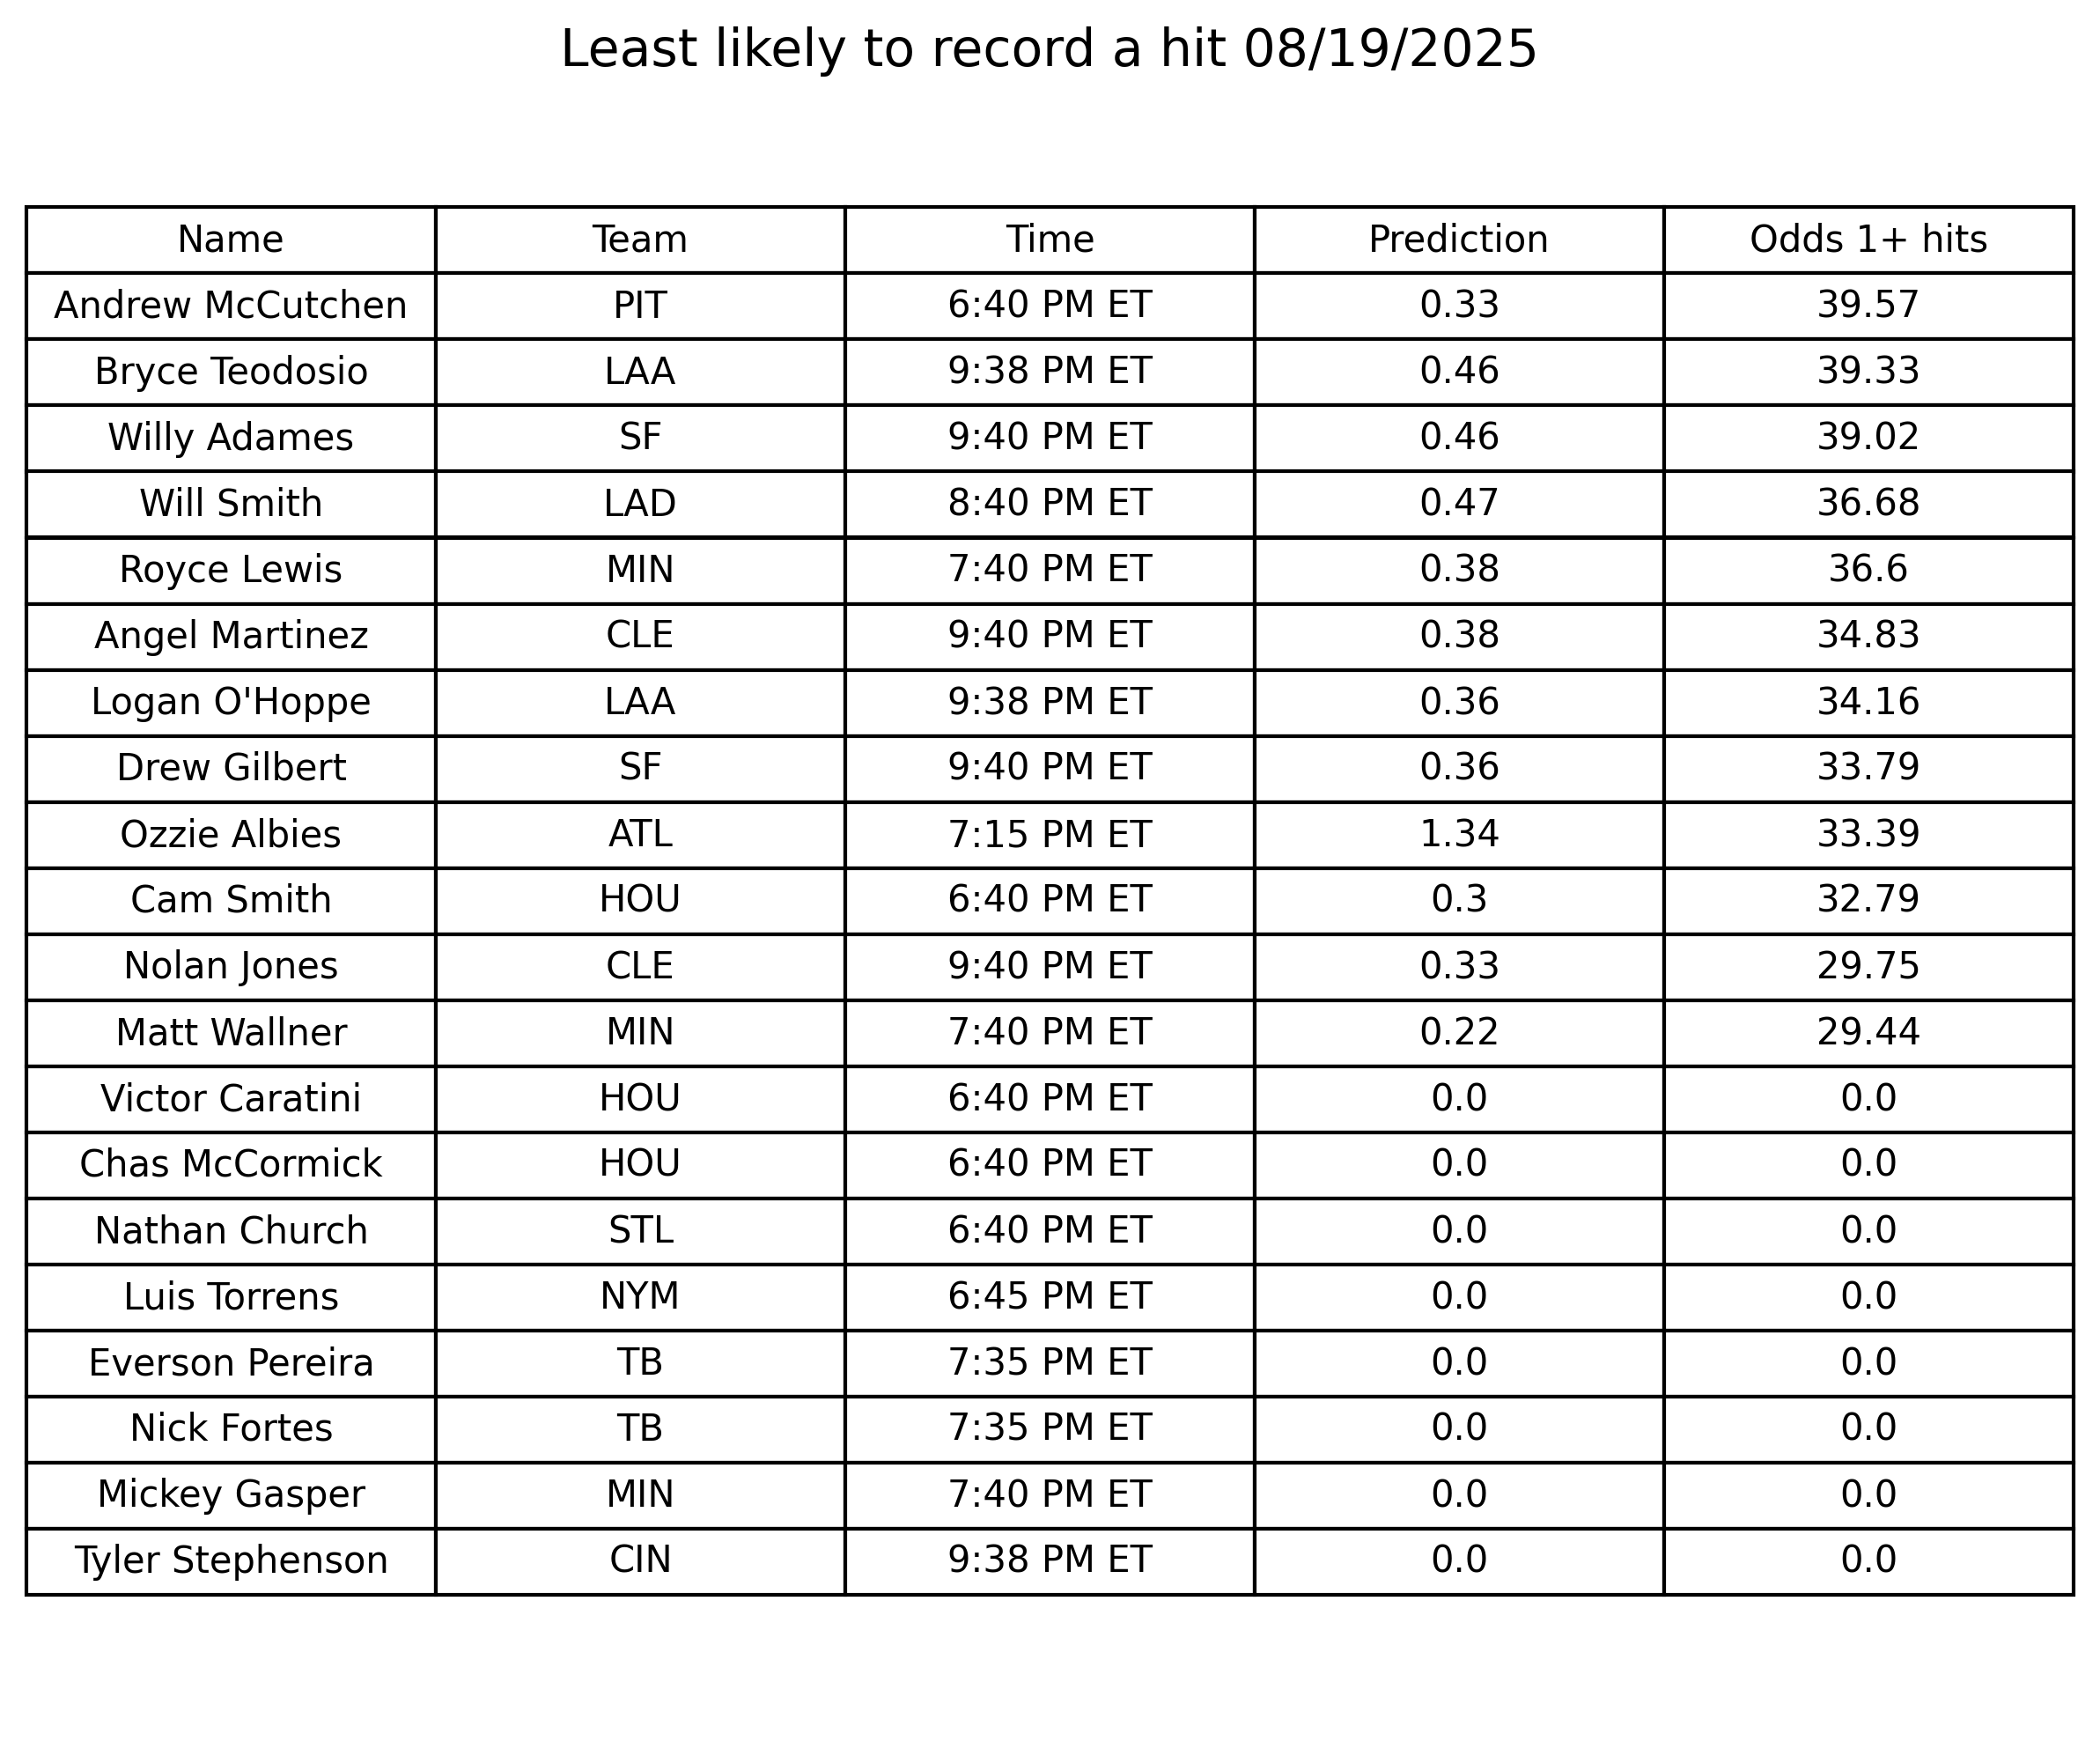 Least likely to record a hit 08/19/2025
Name Team Time Prediction Odds 1+ hits
Andrew McCutchen PIT 6:40 PM ET 0.33 39.57
Bryce Teodosio LAA 9:38 PM ET 0.46 39.33
Willy Adames SF 9:40 PM ET 0.46 39.02
Will Smith LAD 8:40 PM ET 0.47 36.68
Royce Lewis MIN 7:40 PM ET 0.38 36.6
Angel Martinez CLE 9:40 PM ET 0.38 34.83
Logan O'Hoppe LAA 9:38 PM ET 0.36 34.16
Drew Gilbert SF 9:40 PM ET 0.36 33.79
Ozzie Albies ATL 7:15 PM ET 1.34 33.39
Cam Smith HOU 6:40 PM ET 0.3 32.79
Nolan Jones CLE 9:40 PM ET 0.33 29.75
Matt Wallner MIN 7:40 PM ET 0.22 29.44
Victor Caratini HOU 6:40 PM ET 0.0 0.0
Chas McCormick HOU 6:40 PM ET 0.0 0.0
Nathan Church STL 6:40 PM ET 0.0 0.0
Luis Torrens NYM 6:45 PM ET 0.0 0.0
Everson Pereira TB 7:35 PM ET 0.0 0.0
Nick Fortes TB 7:35 PM ET 0.0 0.0
Mickey Gasper MIN 7:40 PM ET 0.0 0.0
Tyler Stephenson CIN 9:38 PM ET 0.0 0.0